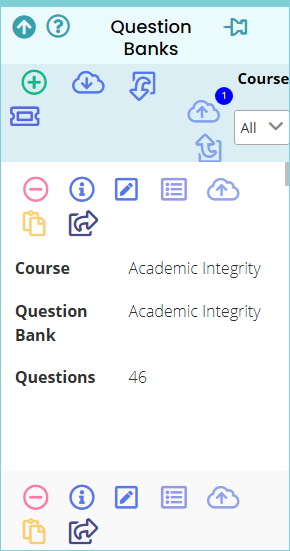 ?
Question
Banks
Course
1
All
i
Course Academic Integrity
Question Academic Integrity
Bank
Questions 46
i